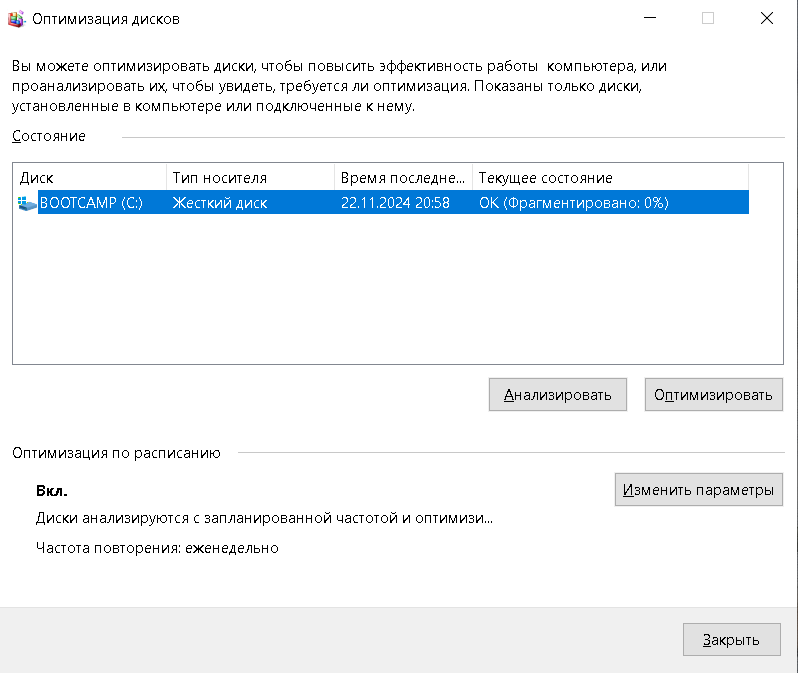 Оптимизация дисков
Вы можете оптимизировать диски, чтобы повысить эффективность работы  компьютера, или
проанализировать их, чтобы увидеть, требуется ли оптимизация. Показаны только диски,
установленные в компьютере или подключенные к нему.
Состояние
Диск Тип носителя Время последне... Текущее состояние
BOOTCAMP (C:) Жесткий диск 22.11.2024 20:58 ОК (Фрагментировано: 0%)
Анализировать Оптимизировать
Оптимизация по расписанию
Вкл.
Изменить параметры
Диски анализируются с запланированной частотой и оптимизи...
Частота повторения: еженедельно
Закрыть